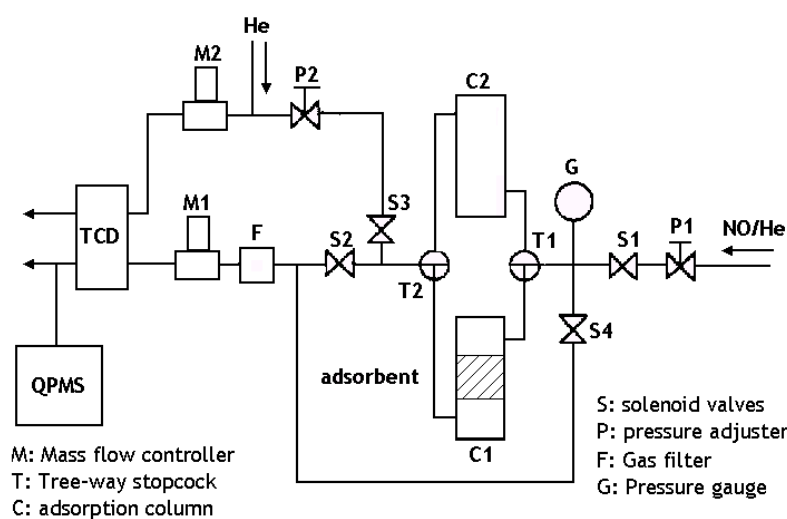 He
M2
P2
C2
G
M1
S3
TCD
F
S2
T1
S1
P1
NO/He
T2
S4
adsorbent
QPMS
C1
S: solenoid valves
P: pressure adjuster
F: Gas filter
G: Pressure gauge
M: Mass flow controller
T: Tree-way stopcock
C: adsorption column